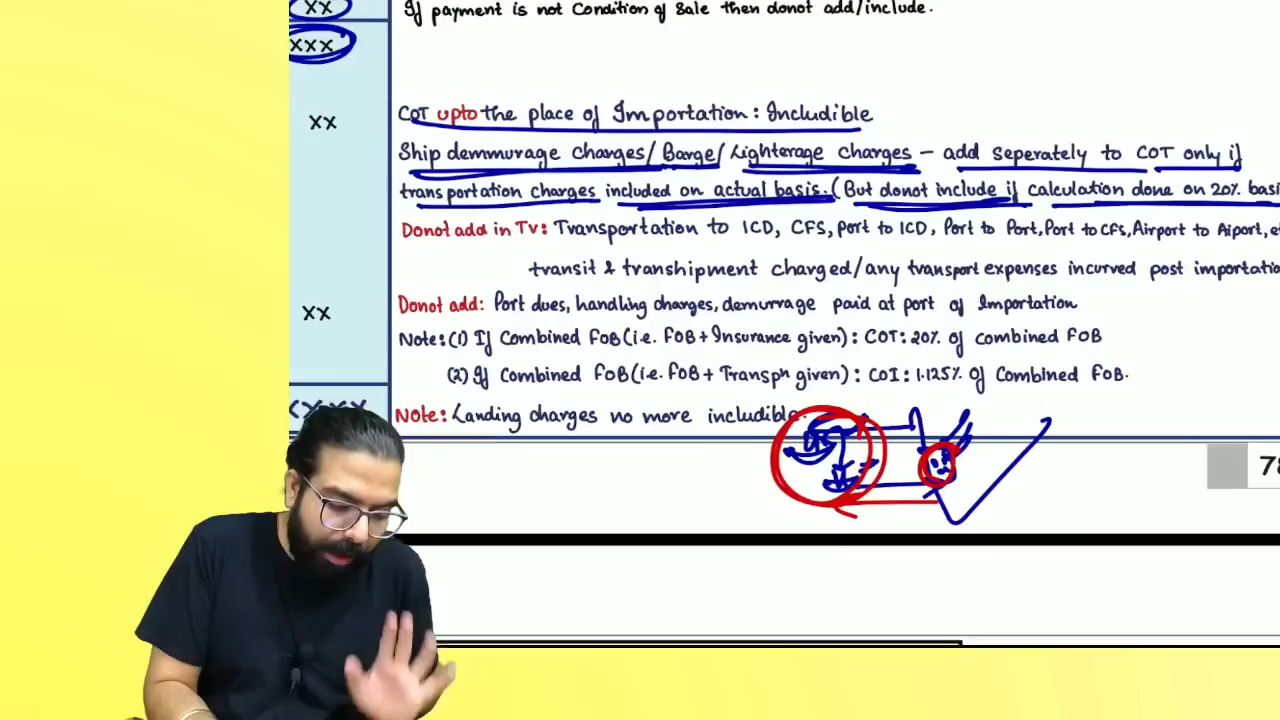 xx If payment is not Condition of Sale then donot add/include.
xxx
xx COT upto the place of Importation: Includible
Ship demmurage charges/Barge/Lighterage charges - add seperately to COT only if
transportation charges included on actual basis. (But donot include if calculation done on 20% basi
Donot add in TV: Transportation to ICD, CFS, port to ICD, Port to Port, Port to CFS, Airport to Aiport, e
transit & transhipment charged/any transport expenses incurred post importatio
xx Donot add: Port dues, handling charges, demurrage paid at port of Importation
Note: (1) If Combined FOB (i.e. FOB + Insurance given): COT: 20% of combined FOB
(2) If Combined FOB (i.e. FOB + Transpn given): COI: 1.125% of Combined FOB.
Note: Landing charges no more includible.
78